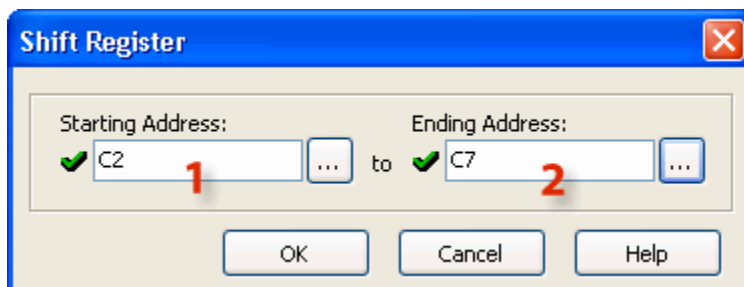 Shift Register
Starting Address: Ending Address:
C2 ... to C7 ...
1 2
OK Cancel Help